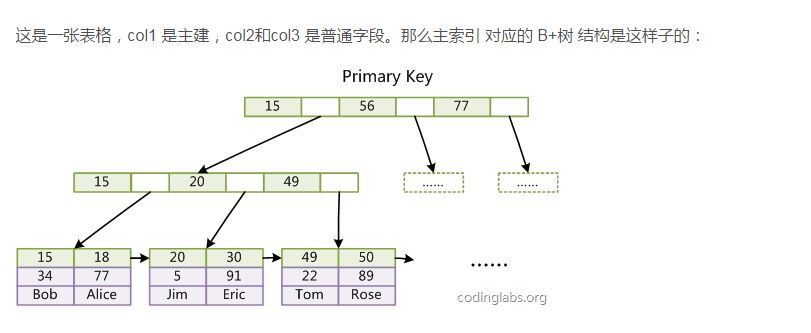 这是一张表格，col1 是主建，col2和col3 是普通字段。那么主索引 对应的 B+树 结构是这样子的：
Primary Key
15 56 77
15 20 49 …… ……
15 18 20 30 49 50
34 77 5 91 22 89 ……
Bob Alice Jim Eric Tom Rose codinglabs.org